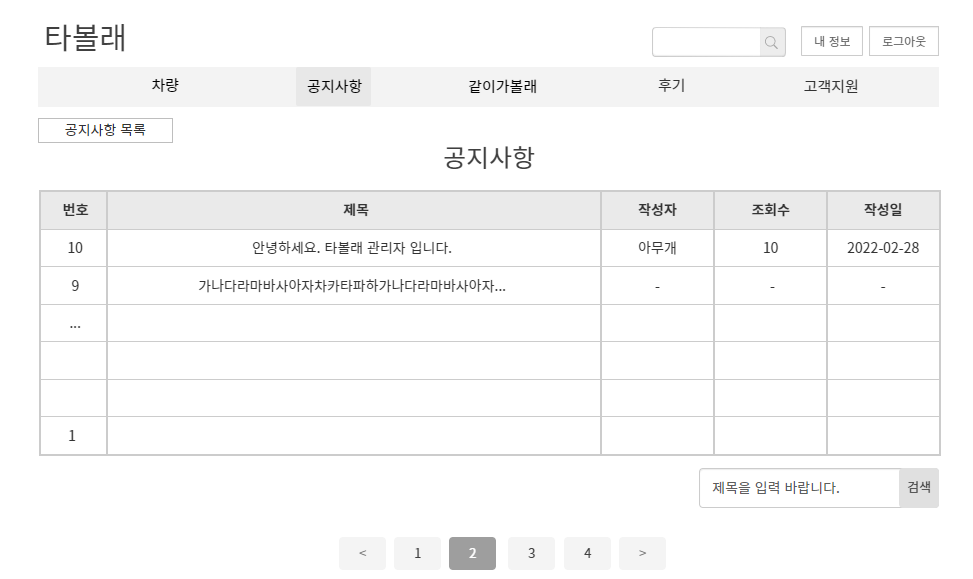 타볼래
내 정보 로그아웃
차량 공지사항 같이가볼래 후기 고객지원
공지사항 목록
공지사항
번호 제목 작성자 조회수 작성일
10 안녕하세요. 타볼래 관리자 입니다. 아무개 10 2022-02-28
9 가나다라마바사아자차카타파하가나다라마바사아자... - - -
...
1
제목을 입력 바랍니다. 검색
< 1 2 3 4 >